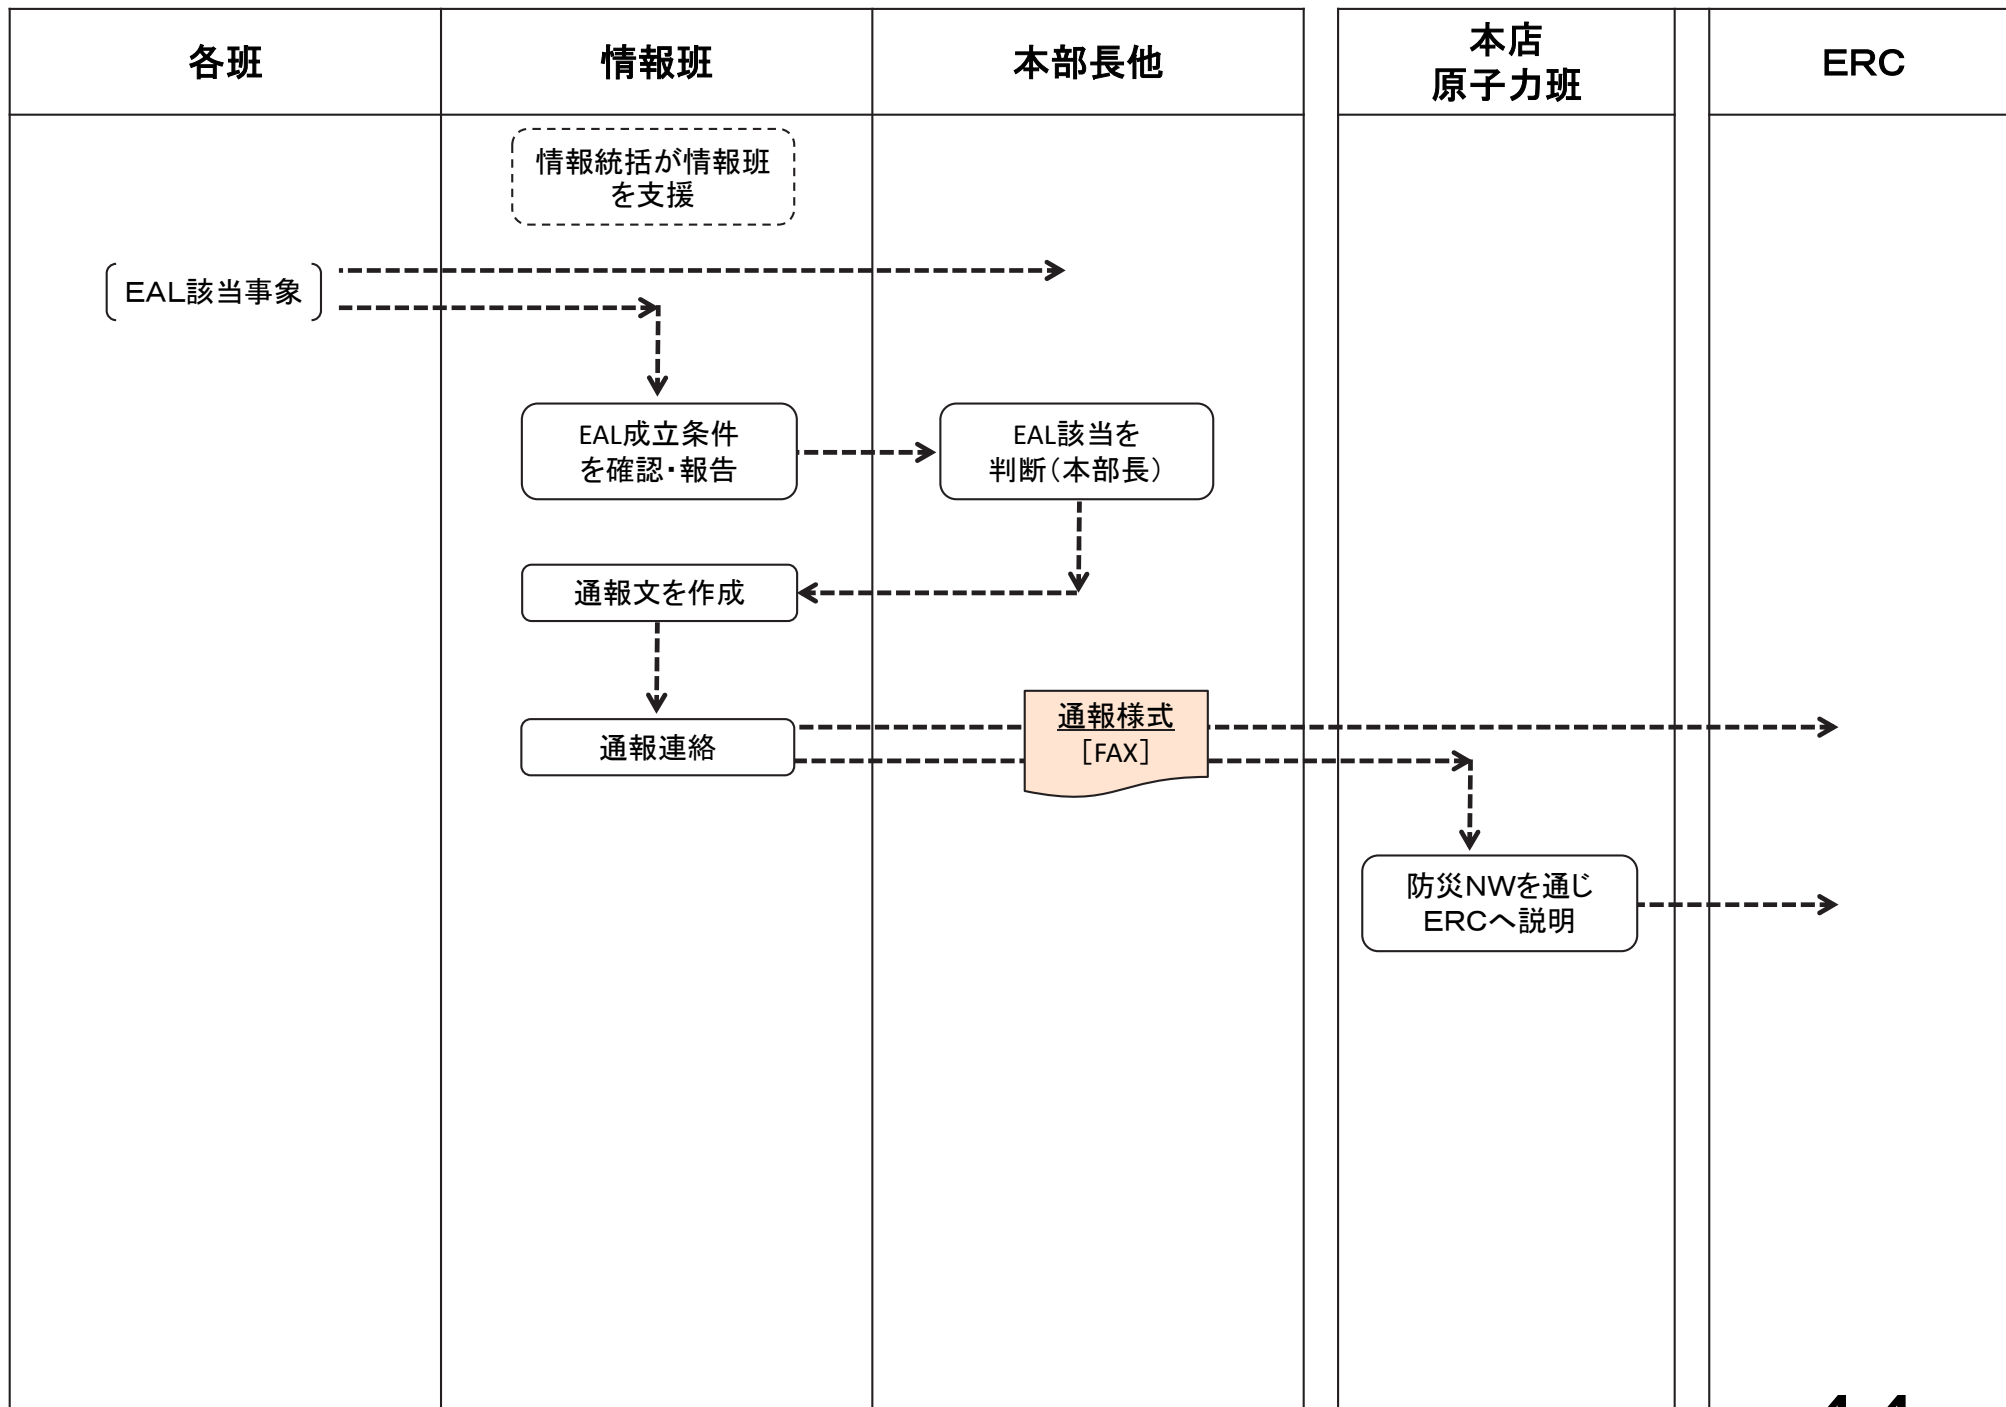 各班
情報班
本部長他
本店
原子力班
ERC
情報統括が情報班
を支援
EAL該当事象
EAL成立条件
を確認・報告
EAL該当を
判断(本部長)
通報文を作成
通報連絡
通報様式
[FAX]
防災NWを通じ
ERCへ説明